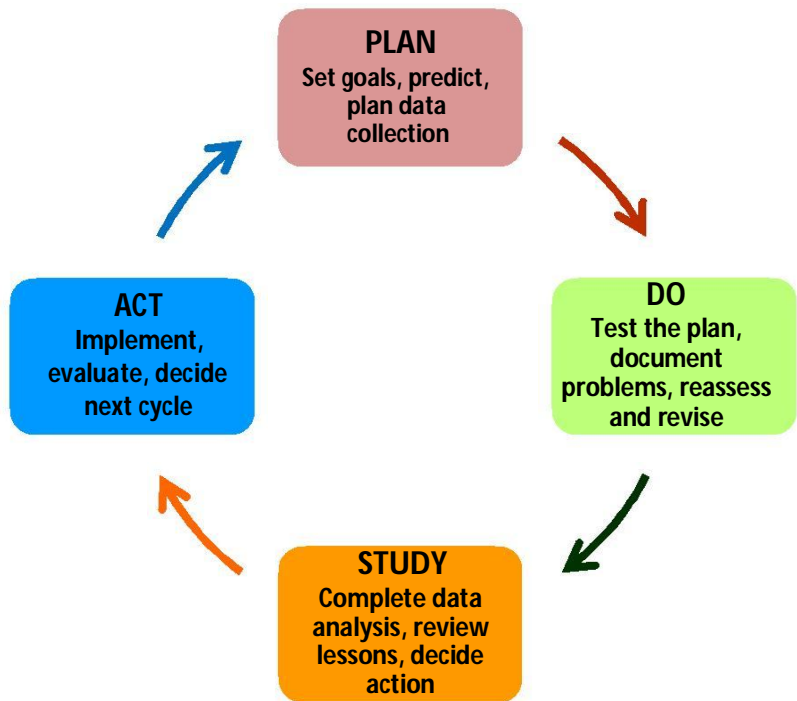 PLAN
Set goals, predict,
plan data
collection
DO
Test the plan,
document
problems, reassess
and revise
STUDY
Complete data
analysis, review
lessons, decide
action
ACT
Implement,
evaluate, decide
next cycle